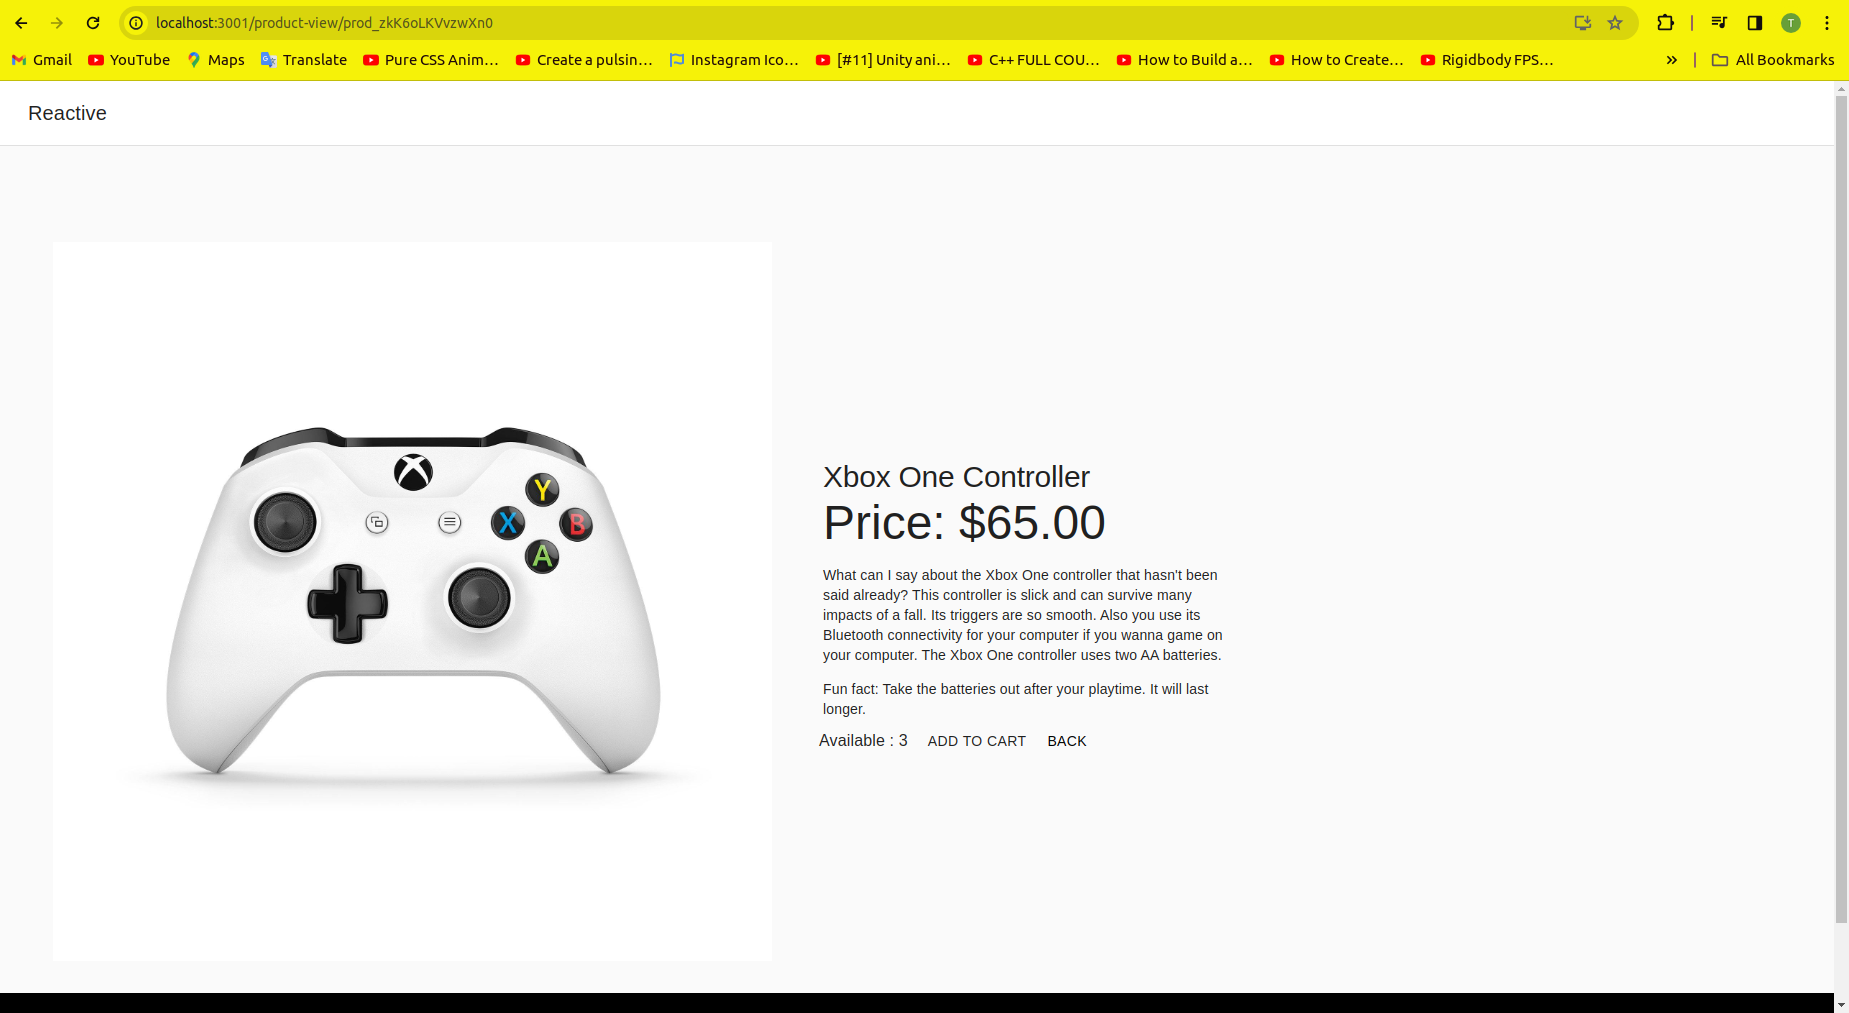 localhost:3001/product-view/prod_zkK6oLKVvzwXn0
T
Gmail YouTube Maps Translate Pure CSS Anim… Create a pulsin… Instagram Ico… [#11] Unity ani… C++ FULL COU… How to Build a… How to Create… Rigidbody FPS… » All Bookmarks
Reactive
Y
X B
A
Xbox One Controller
Price: $65.00
What can I say about the Xbox One controller that hasn't been
said already? This controller is slick and can survive many
impacts of a fall. Its triggers are so smooth. Also you use its
Bluetooth connectivity for your computer if you wanna game on
your computer. The Xbox One controller uses two AA batteries.
Fun fact: Take the batteries out after your playtime. It will last
longer.
Available : 3 ADD TO CART BACK